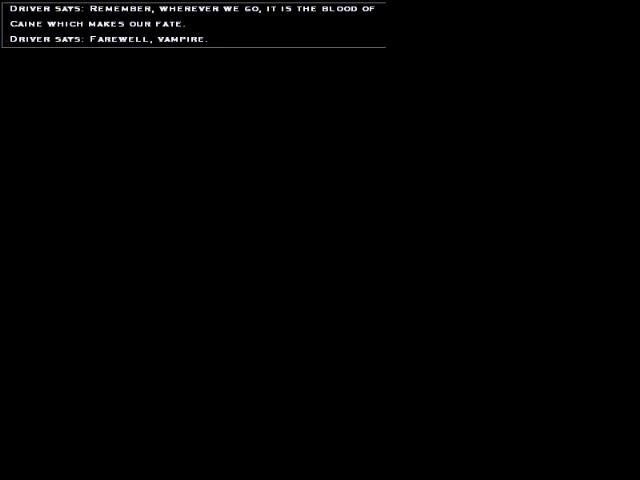 Driver says: Remember, wherever we go, it is the blood of
Caine which makes our fate.
Driver says: Farewell, vampire.